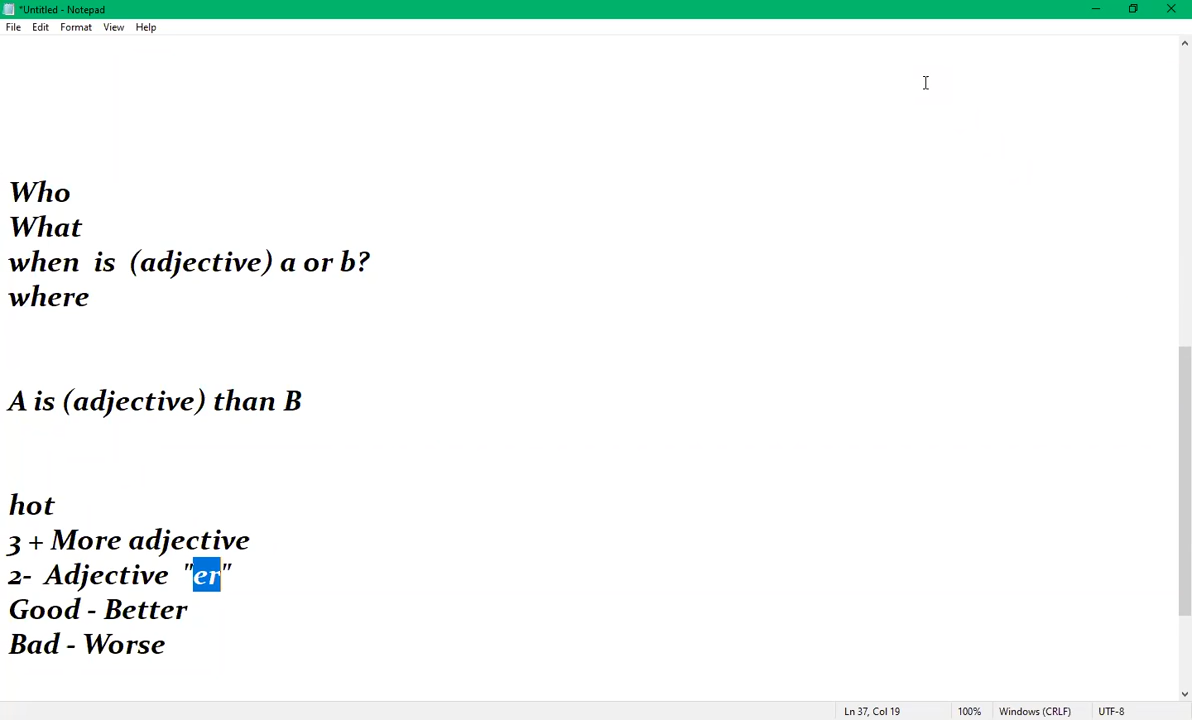 *Untitled - Notepad
File Edit Format View Help
Who
What
when is (adjective) a or b?
where
A is (adjective) than B
hot
3 + More adjective
2- Adjective "er"
Good - Better
Bad - Worse
Ln 37, Col 19 100% Windows (CRLF) UTF-8